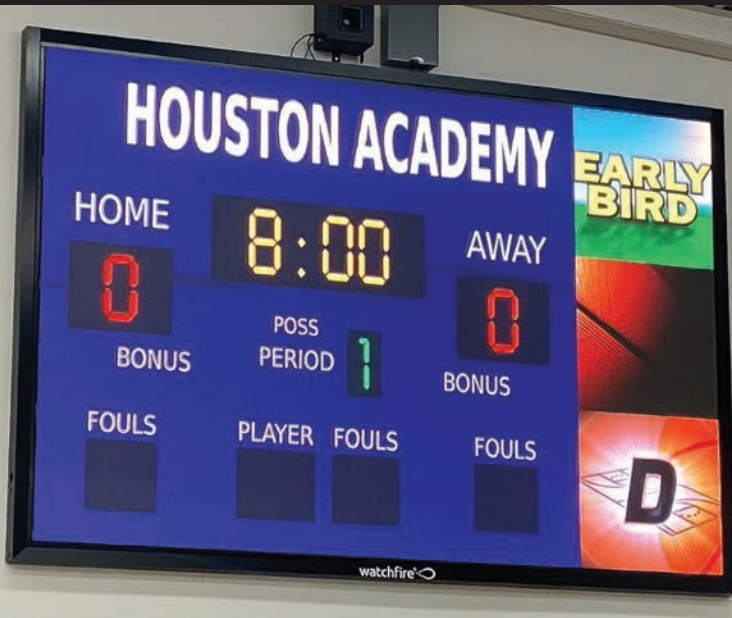 HOUSTON ACADEMY
HOME
8:00
AWAY
0
0
POSS
PERIOD 1
BONUS
BONUS
FOULS
PLAYER FOULS
FOULS
EARLY
BIRD
D
watchfire